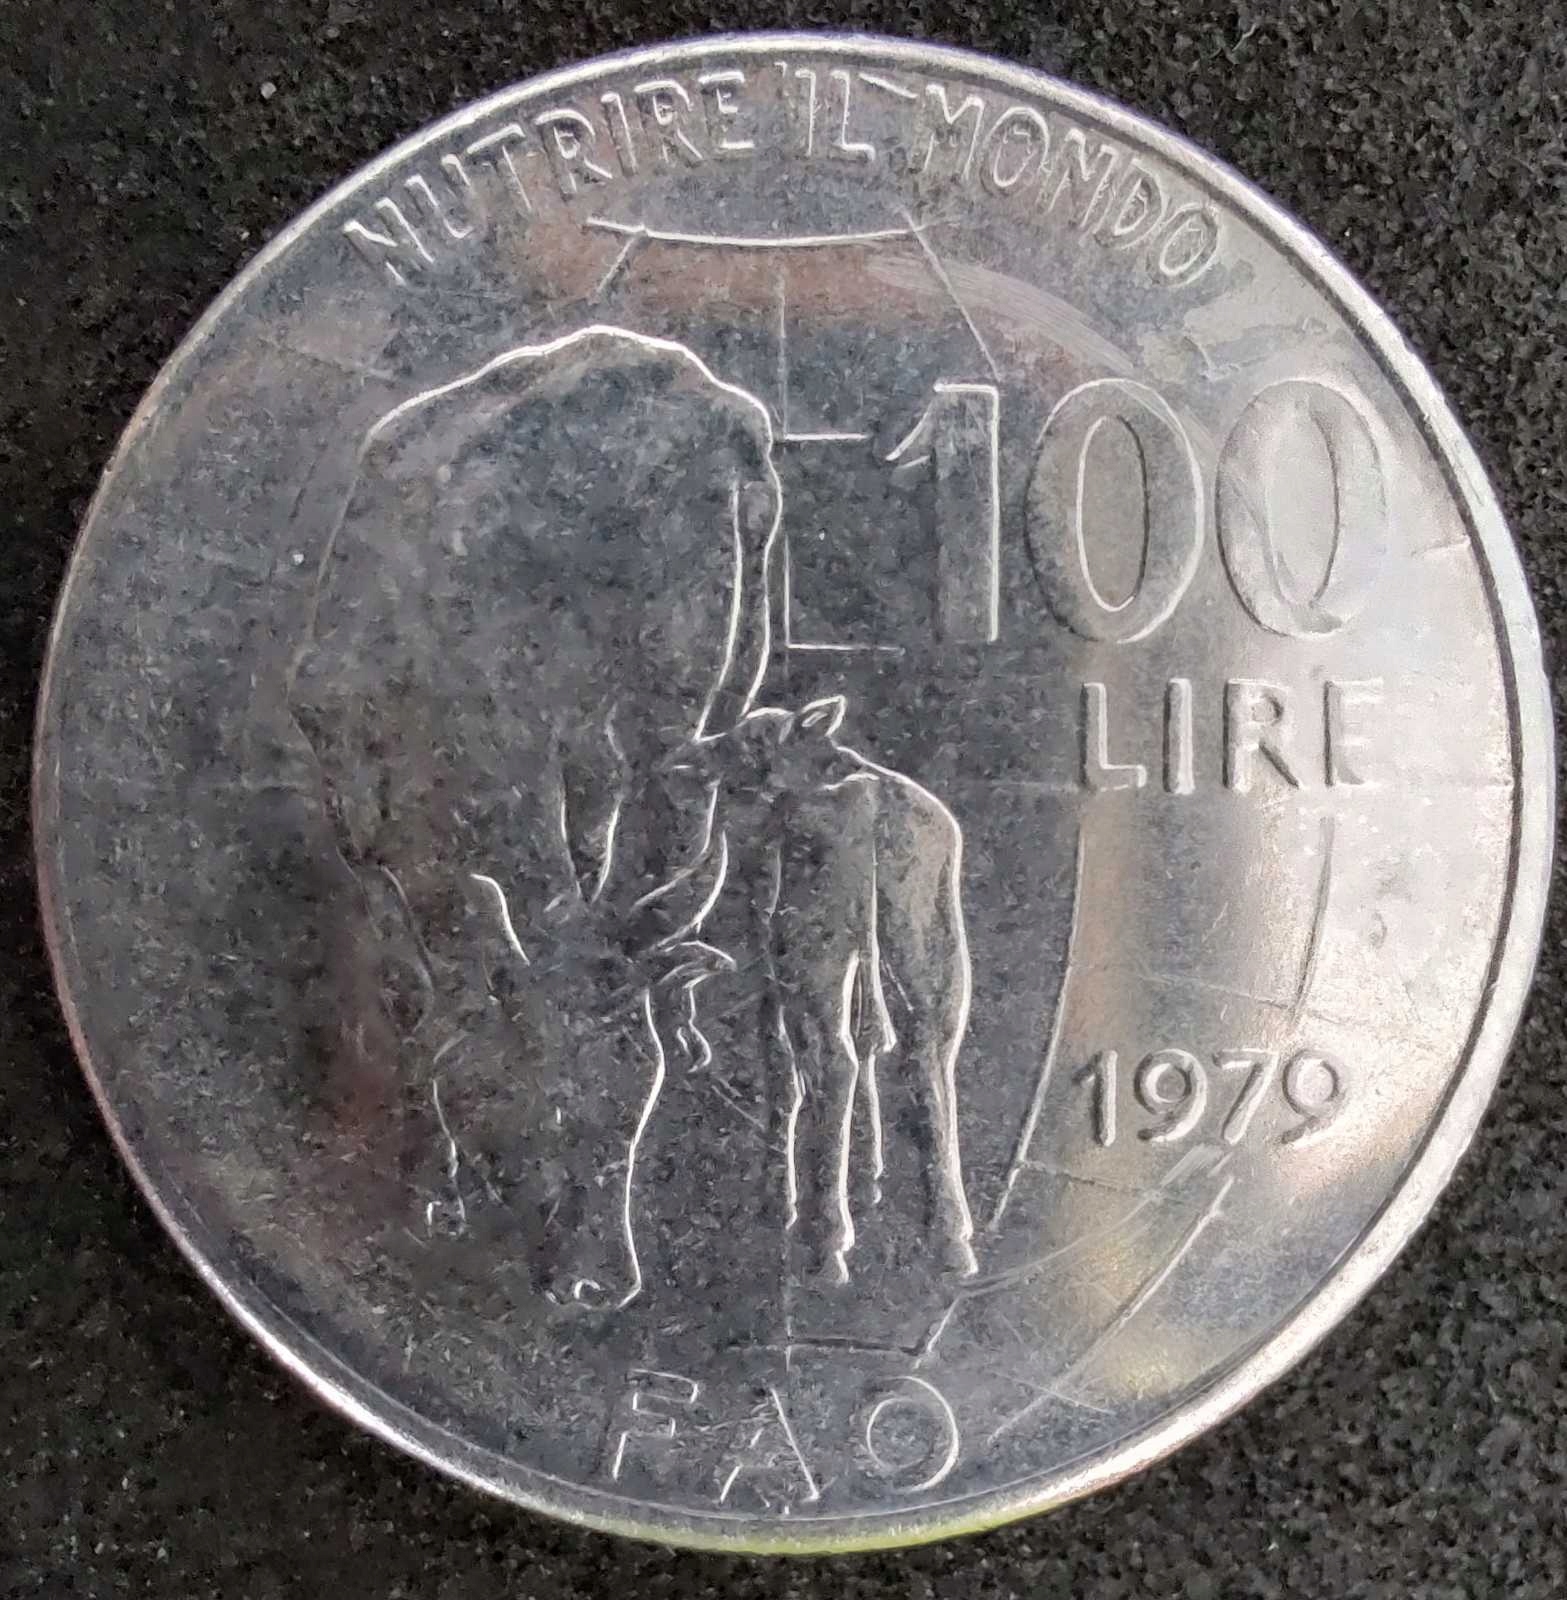 NUTRIRE IL MONDO
100
LIRE
1979
FAO